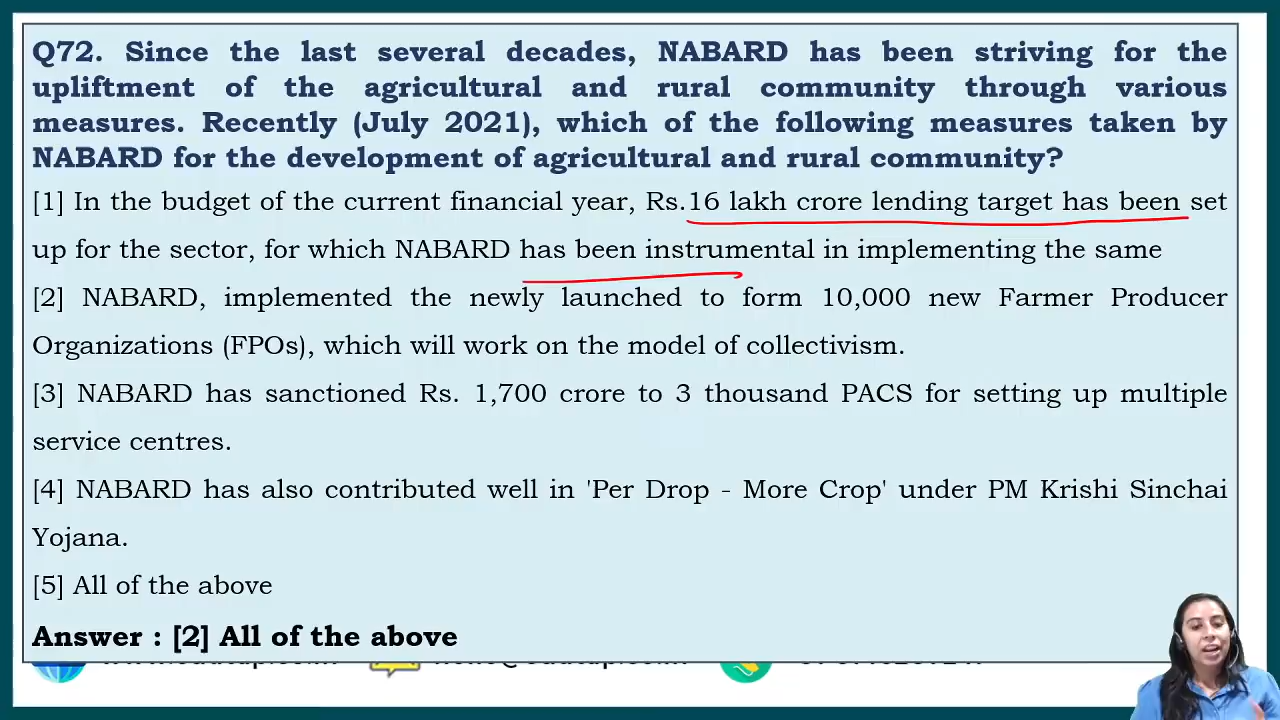 Q72. Since the last several decades, NABARD has been striving for the
upliftment of the agricultural and rural community through various
measures. Recently (July 2021), which of the following measures taken by
NABARD for the development of agricultural and rural community?
[1] In the budget of the current financial year, Rs.16 lakh crore lending target has been set
up for the sector, for which NABARD has been instrumental in implementing the same
[2] NABARD, implemented the newly launched to form 10,000 new Farmer Producer
Organizations (FPOs), which will work on the model of collectivism.
[3] NABARD has sanctioned Rs. 1,700 crore to 3 thousand PACS for setting up multiple
service centres.
[4] NABARD has also contributed well in 'Per Drop - More Crop' under PM Krishi Sinchai
Yojana.
[5] All of the above
Answer : [2] All of the above